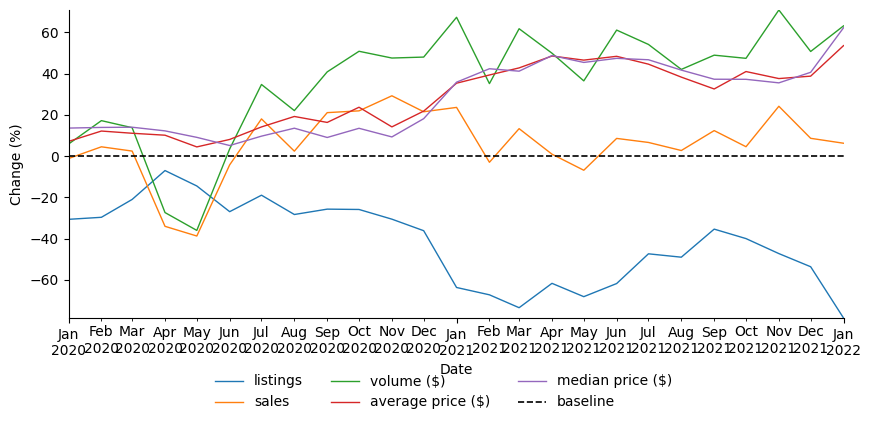 Change (%)
60
40
20
0
−20
−40
−60
Jan Feb Mar Apr May Jun Jul Aug Sep Oct Nov Dec Jan Feb Mar Apr May Jun Jul Aug Sep Oct Nov Dec Jan
2020 2020 2020 2020 2020 2020 2020 2020 2020 2020 2020 2020 2021 2021 2021 2021 2021 2021 2021 2021 2021 2021 2021 2021 2022
Date
listings volume ($) median price ($)
sales average price ($) baseline